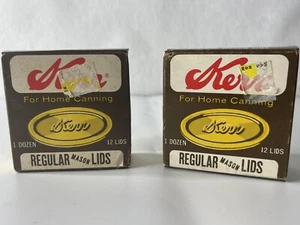 Kerr
For Home Canning
Kerr
1 DOZEN 12 LIDS
REGULAR MASON LIDS
Kerr
For Home Canning
Kerr
1 DOZEN 12 LIDS
REGULAR MASON LIDS